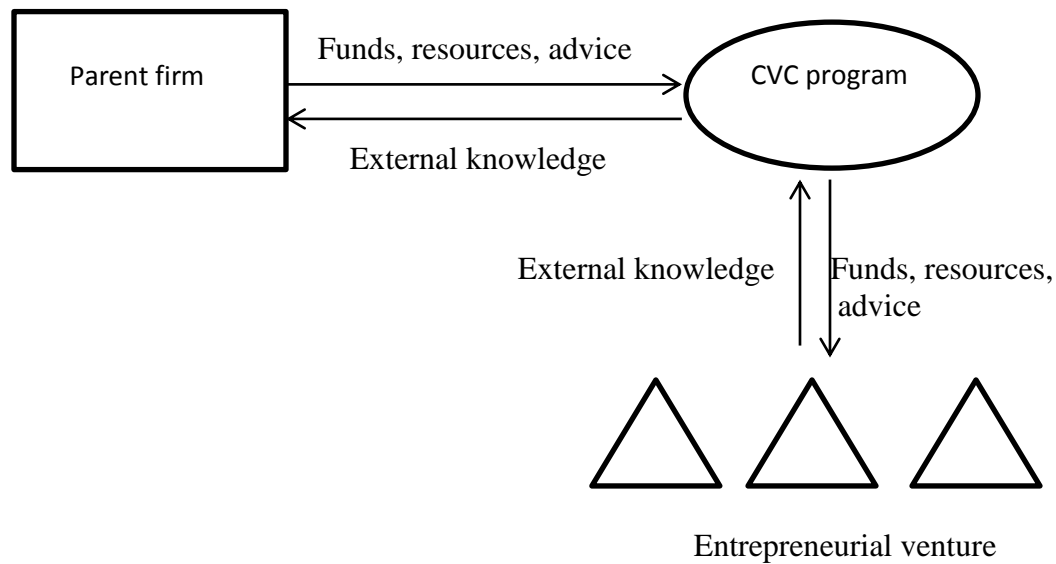 Parent firm
Funds, resources, advice
CVC program
External knowledge
External knowledge
Funds, resources,
advice
Entrepreneurial venture